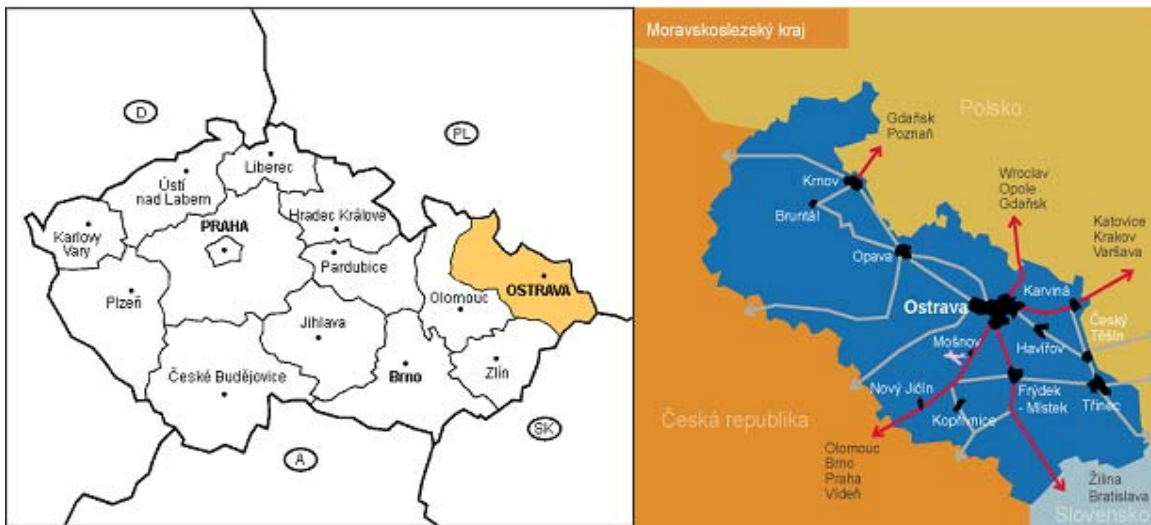 D
PL
Liberec
Ústí
nad Labem
Karlovy
Vary
PRAHA
Hradec Králové
Pardubice
Plzeň
Olomouc
OSTRAVA
Jihlava
České Budějovice
Brno
Zlín
SK
A
Moravskoslezský kraj
Polsko
Gdaňsk
Poznaň
Krnov
Bruntál
Wroclav
Opole
Gdaňsk
Katovice
Krakov
Varšava
Opava
Ostrava
Karviná
Český
Těšín
Mošnov
Havířov
Nový Jičín
Frýdek
- Místek
Třinec
Kopřivnice
Česká republika
Olomouc
Brno
Praha
Vídeň
Žilina
Bratislava
Slovensko